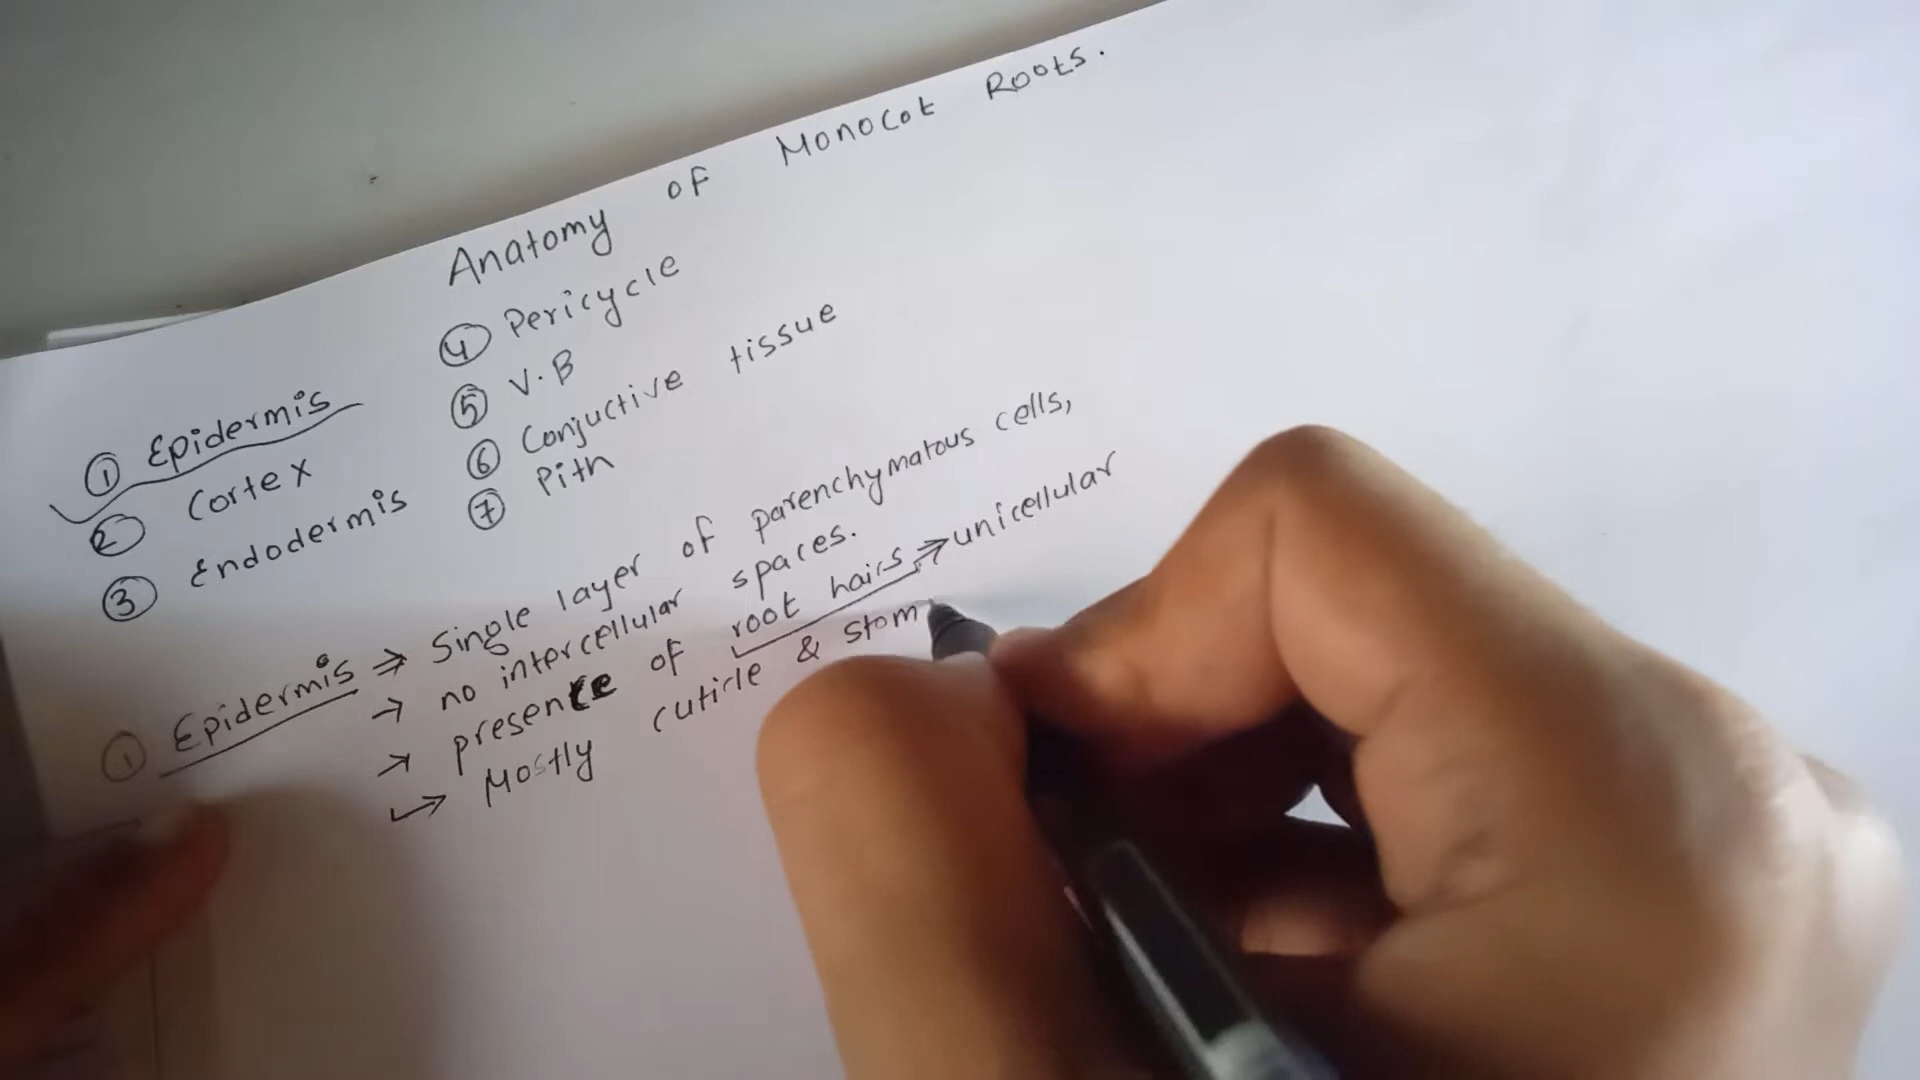 Anatomy of Monocot Roots.
① Epidermis
② Cortex
③ Endodermis
④ Pericycle
⑤ V.B
⑥ Conjuctive tissue
⑦ Pith
① Epidermis ⇒ Single layer of parenchymatous cells,
→ no intercellular spaces.
→ presence of root hairs ⇒ unicellular
↳ Mostly cuticle & stom